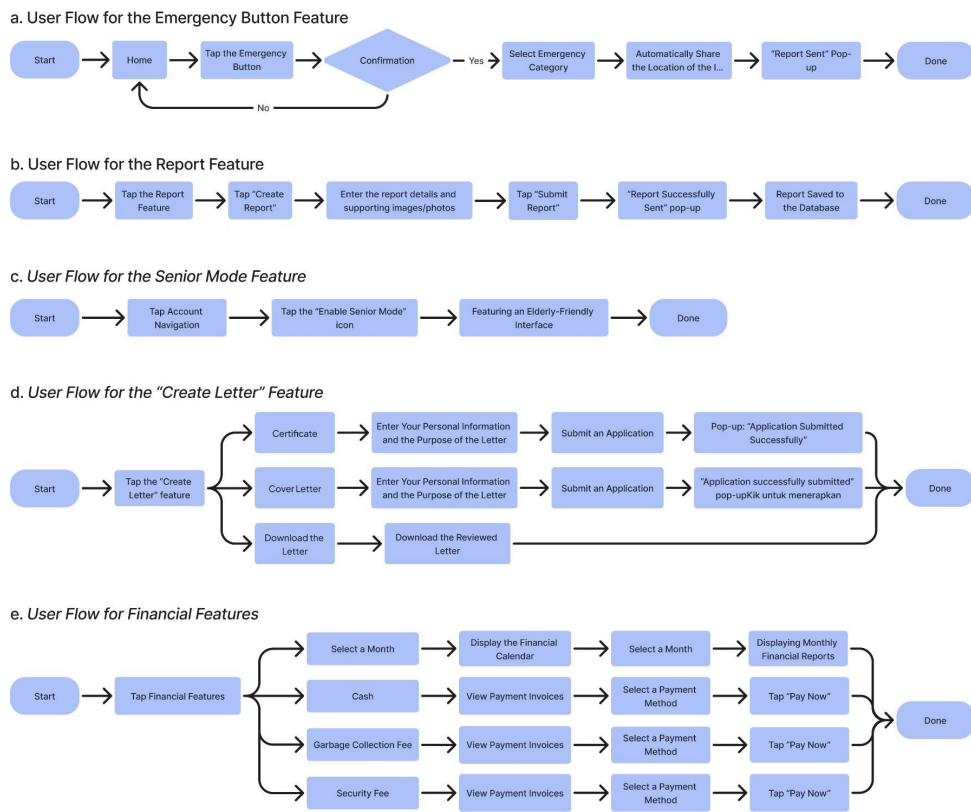 a. User Flow for the Emergency Button Feature
Start
Home
Tap the Emergency
Button
Confirmation
Yes
No
Select Emergency
Category
Automatically Share
the Location of the I...
"Report Sent" Pop-
up
Done
b. User Flow for the Report Feature
Start
Tap the Report
Feature
Tap "Create
Report"
Enter the report details and
supporting images/photos
Tap "Submit
Report"
"Report Successfully
Sent" pop-up
Report Saved to
the Database
Done
c. User Flow for the Senior Mode Feature
Start
Tap Account
Navigation
Tap the "Enable Senior Mode"
icon
Featuring an Elderly-Friendly
Interface
Done
d. User Flow for the "Create Letter" Feature
Start
Tap the "Create
Letter" feature
Certificate
Enter Your Personal Information
and the Purpose of the Letter
Submit an Application
Pop-up: "Application Submitted
Successfully"
Cover Letter
Enter Your Personal Information
and the Purpose of the Letter
Submit an Application
"Application successfully submitted"
pop-upKik untuk menerapkan
Download the
Letter
Download the Reviewed
Letter
Done
e. User Flow for Financial Features
Start
Tap Financial Features
Select a Month
Display the Financial
Calendar
Select a Month
Displaying Monthly
Financial Reports
Cash
View Payment Invoices
Select a Payment
Method
Tap "Pay Now"
Garbage Collection Fee
View Payment Invoices
Select a Payment
Method
Tap "Pay Now"
Security Fee
View Payment Invoices
Select a Payment
Method
Tap "Pay Now"
Done